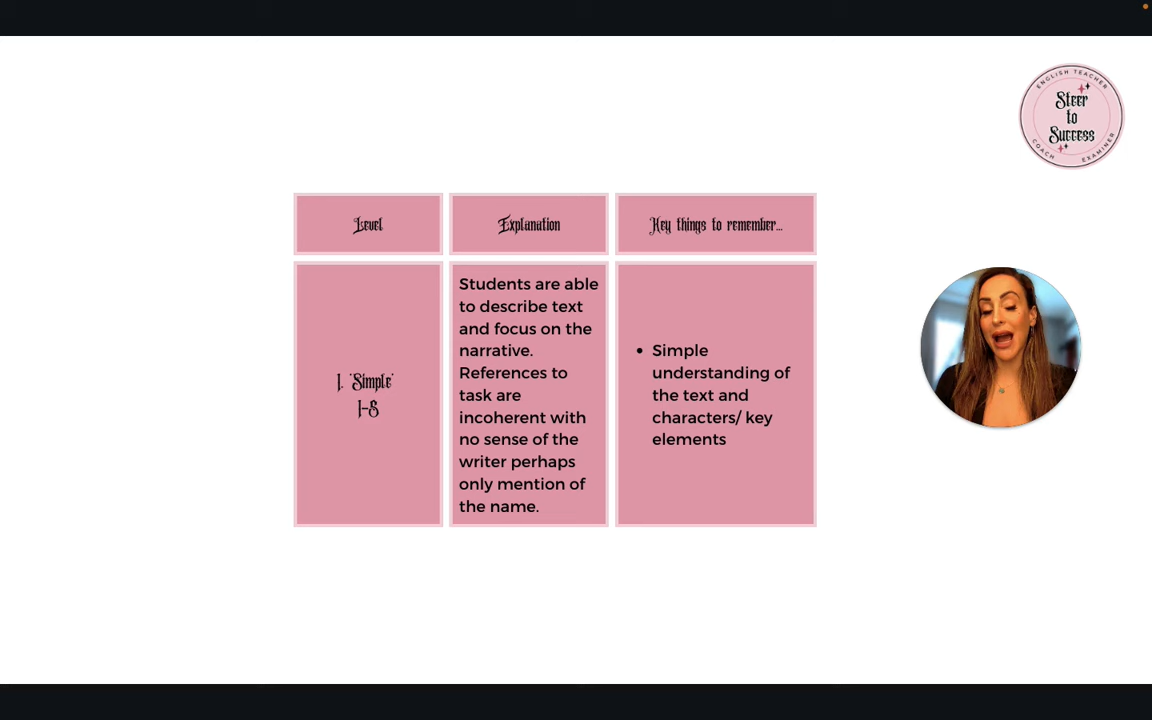 ENGLISH TEACHER
Steer
to
Success
COACH
EXAMINER
Level
Explanation
Key things to remember...
1. 'Simple'
1-5
Students are able
to describe text
and focus on the
narrative.
References to
task are
incoherent with
no sense of the
writer perhaps
only mention of
the name.
• Simple
understanding of
the text and
characters/ key
elements